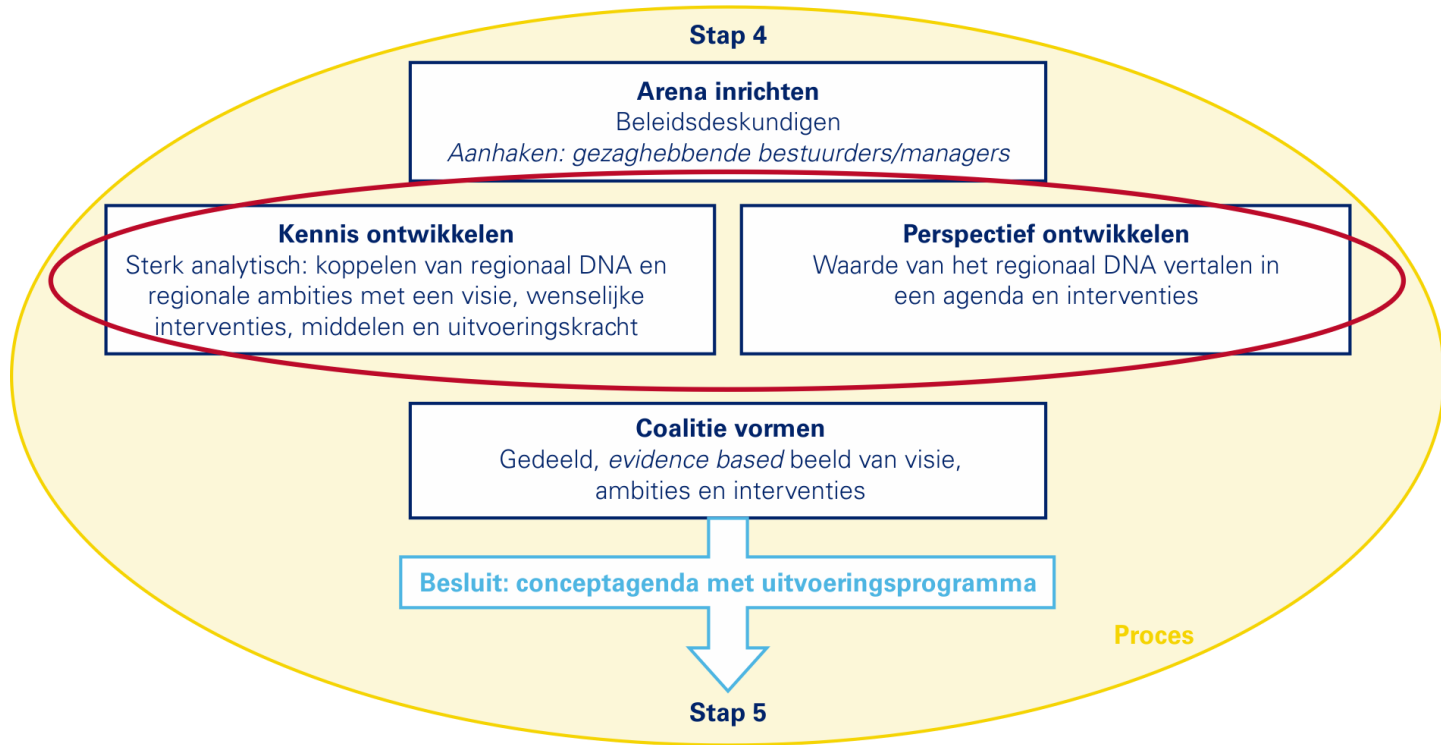 Stap 4
Arena inrichten
Beleidsdeskundigen
Aanhaken: gezaghebbende bestuurders/managers
Kennis ontwikkelen
Sterk analytisch: koppelen van regionaal DNA en
regionale ambities met een visie, wenselijke
interventies, middelen en uitvoeringskracht
Perspectief ontwikkelen
Waarde van het regionaal DNA vertalen in
een agenda en interventies
Coalitie vormen
Gedeeld, evidence based beeld van visie,
ambities en interventies
Besluit: conceptagenda met uitvoeringsprogramma
Proces
Stap 5